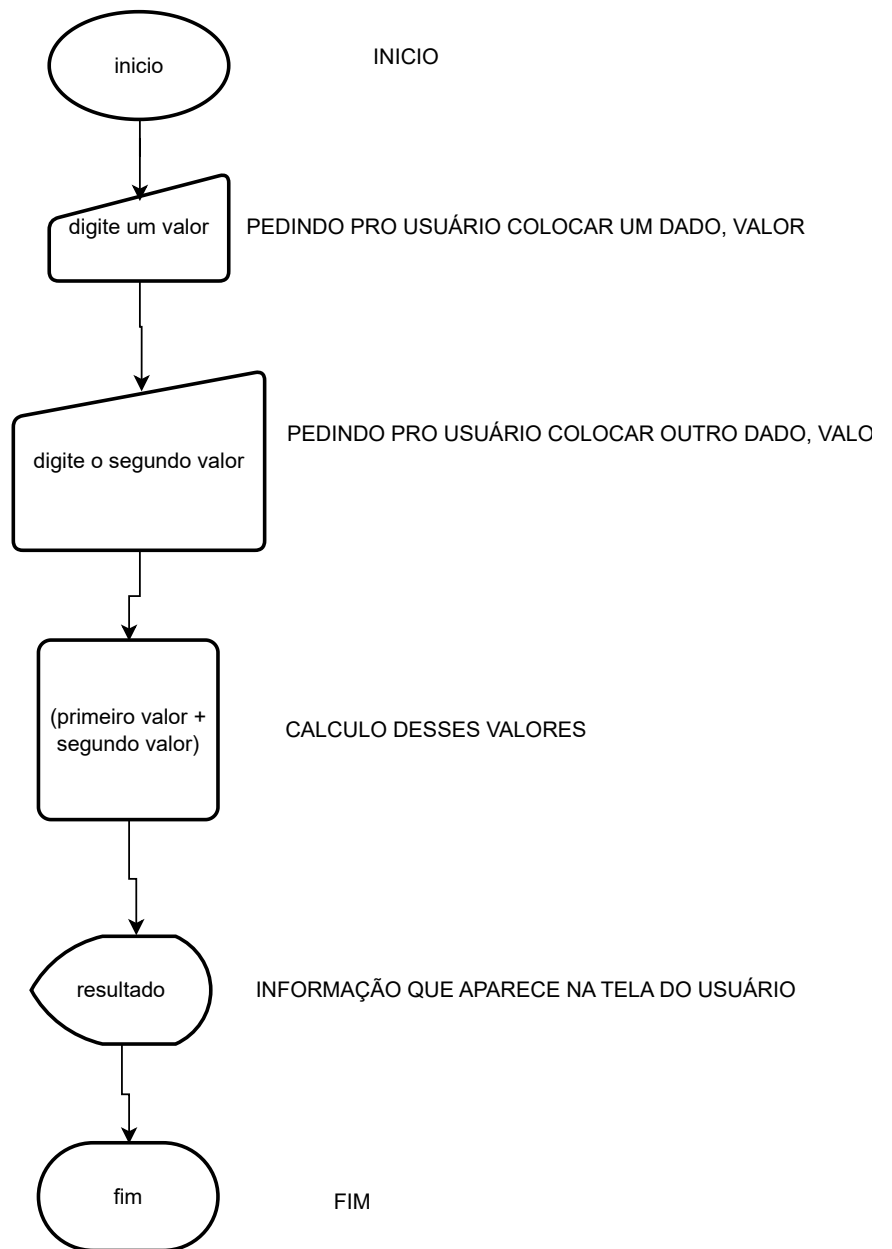 inicio
INICIO
digite um valor
PEDINDO PRO USUÁRIO COLOCAR UM DADO, VALOR
digite o segundo valor
PEDINDO PRO USUÁRIO COLOCAR OUTRO DADO, VALO
(primeiro valor +
segundo valor)
CALCULO DESSES VALORES
resultado
INFORMAÇÃO QUE APARECE NA TELA DO USUÁRIO
fim
FIM